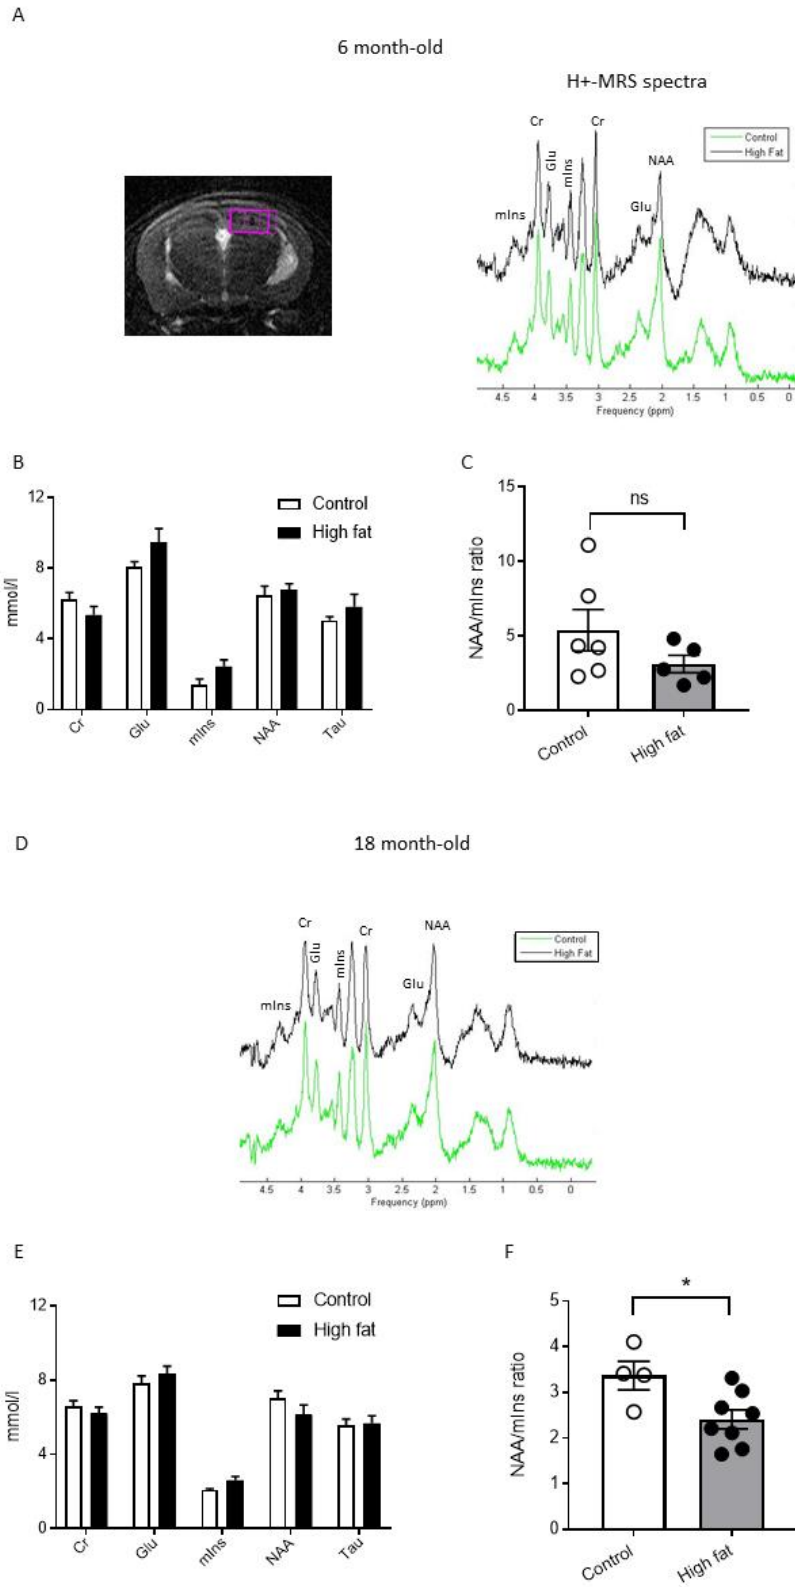 A
6 month-old
H+-MRS spectra
Cr
Cr
Control
High Fat
Glu
mIns
NAA
mIns
Glu
4.5 4 3.5 3 2.5 2 1.5 1 0.5 0
Frequency (ppm)
B
12
8
4
0
mmol/l
Control
High fat
Cr Glu mIns NAA Tau
C
15
10
5
0
NAA/mIns ratio
ns
Control High fat
D
18 month-old
Cr
Cr
NAA
Control
High Fat
Glu
mIns
Glu
mIns
4.5 4 3.5 3 2.5 2 1.5 1 0.5 0
Frequency (ppm)
E
12
8
4
0
mmol/l
Control
High fat
Cr Glu mIns NAA Tau
F
5
4
3
2
1
0
NAA/mIns ratio
*
Control High fat